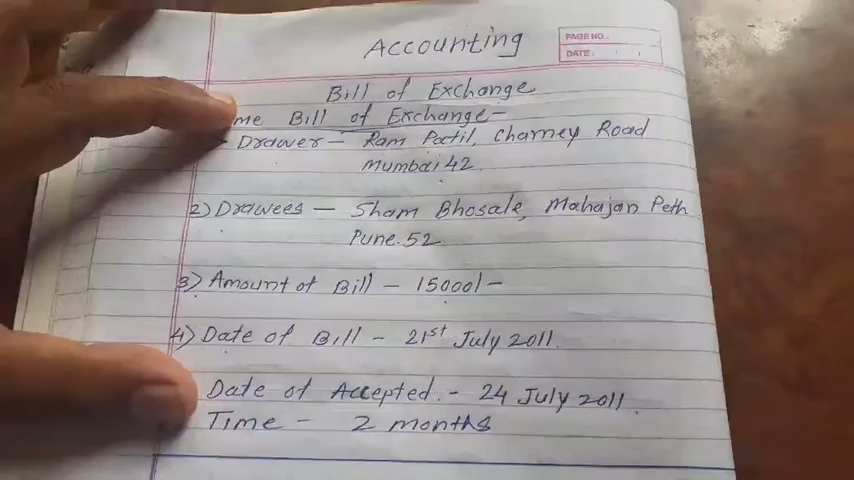 Accounting
PAGE NO.:
DATE: / /
Bill of Exchange
me Bill of Exchange-
Drawer- Ram Patil, Charney Road
Mumbai 42.
2) Drawees - Sham Bhosale, Mahajan Peth
Pune.52
3) Amount of Bill - 15000/-
4) Date of Bill - 21st July 2011.
Date of Accepted.- 24 July 2011.
Time - 2 months